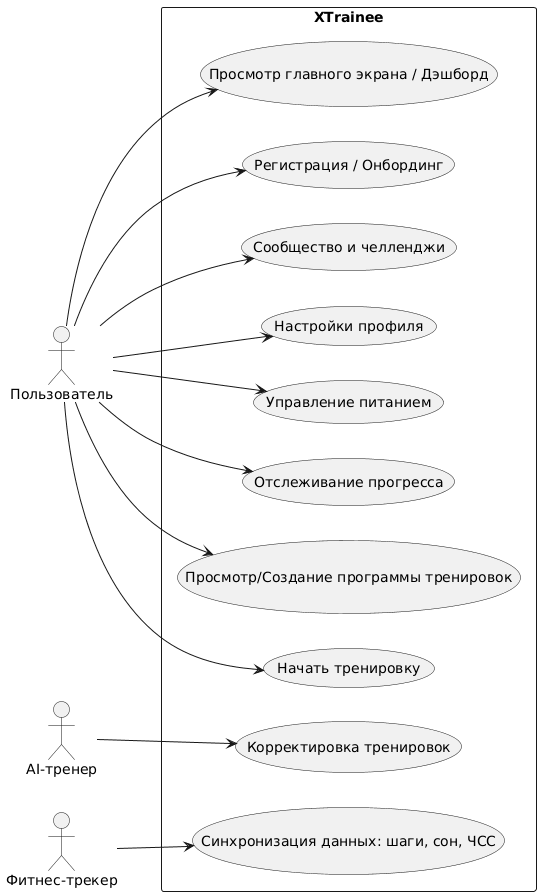 XTrainee
Просмотр главного экрана / Дэшборд
Регистрация / Онбординг
Сообщество и челленджи
Настройки профиля
Пользователь
Управление питанием
Отслеживание прогресса
Просмотр/Создание программы тренировок
Начать тренировку
AI-тренер
Корректировка тренировок
Фитнес-трекер
Синхронизация данных: шаги, сон, ЧСС